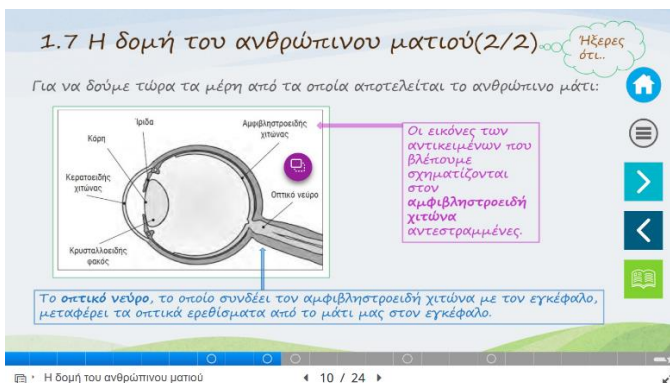 1.7 Η δομή του ανθρώπινου ματιού(2/2)
Ήξερες
ότι..
Για να δούμε τώρα τα μέρη από τα οποία αποτελείται το ανθρώπινο μάτι:
Ίριδα
Αμφιβληστροειδής
χιτώνας
Κόρη
Κερατοειδής
χιτώνας
Οπτικό νεύρο
Κρυσταλλοειδής
φακός
Οι εικόνες των
αντικειμένων που
βλέπουμε
σχηματίζονται
στον
αμφιβληστροειδή
χιτώνα
αντεστραμμένες.
Το οπτικό νεύρο, το οποίο συνδέει τον αμφιβληστροειδή χιτώνα με τον εγκέφαλο,
μεταφέρει τα οπτικά ερεθίσματα από το μάτι μας στον εγκέφαλο.
Η δομή του ανθρώπινου ματιού
10 / 24